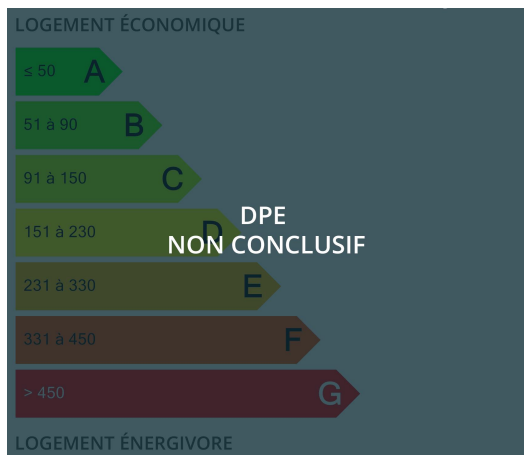 LOGEMENT ÉCONOMIQUE
≤ 50 A
51 à 90 B
91 à 150 C
151 à 230 D
DPE
NON CONCLUSIF
231 à 330 E
331 à 450 F
> 450 G
LOGEMENT ÉNERGIVORE